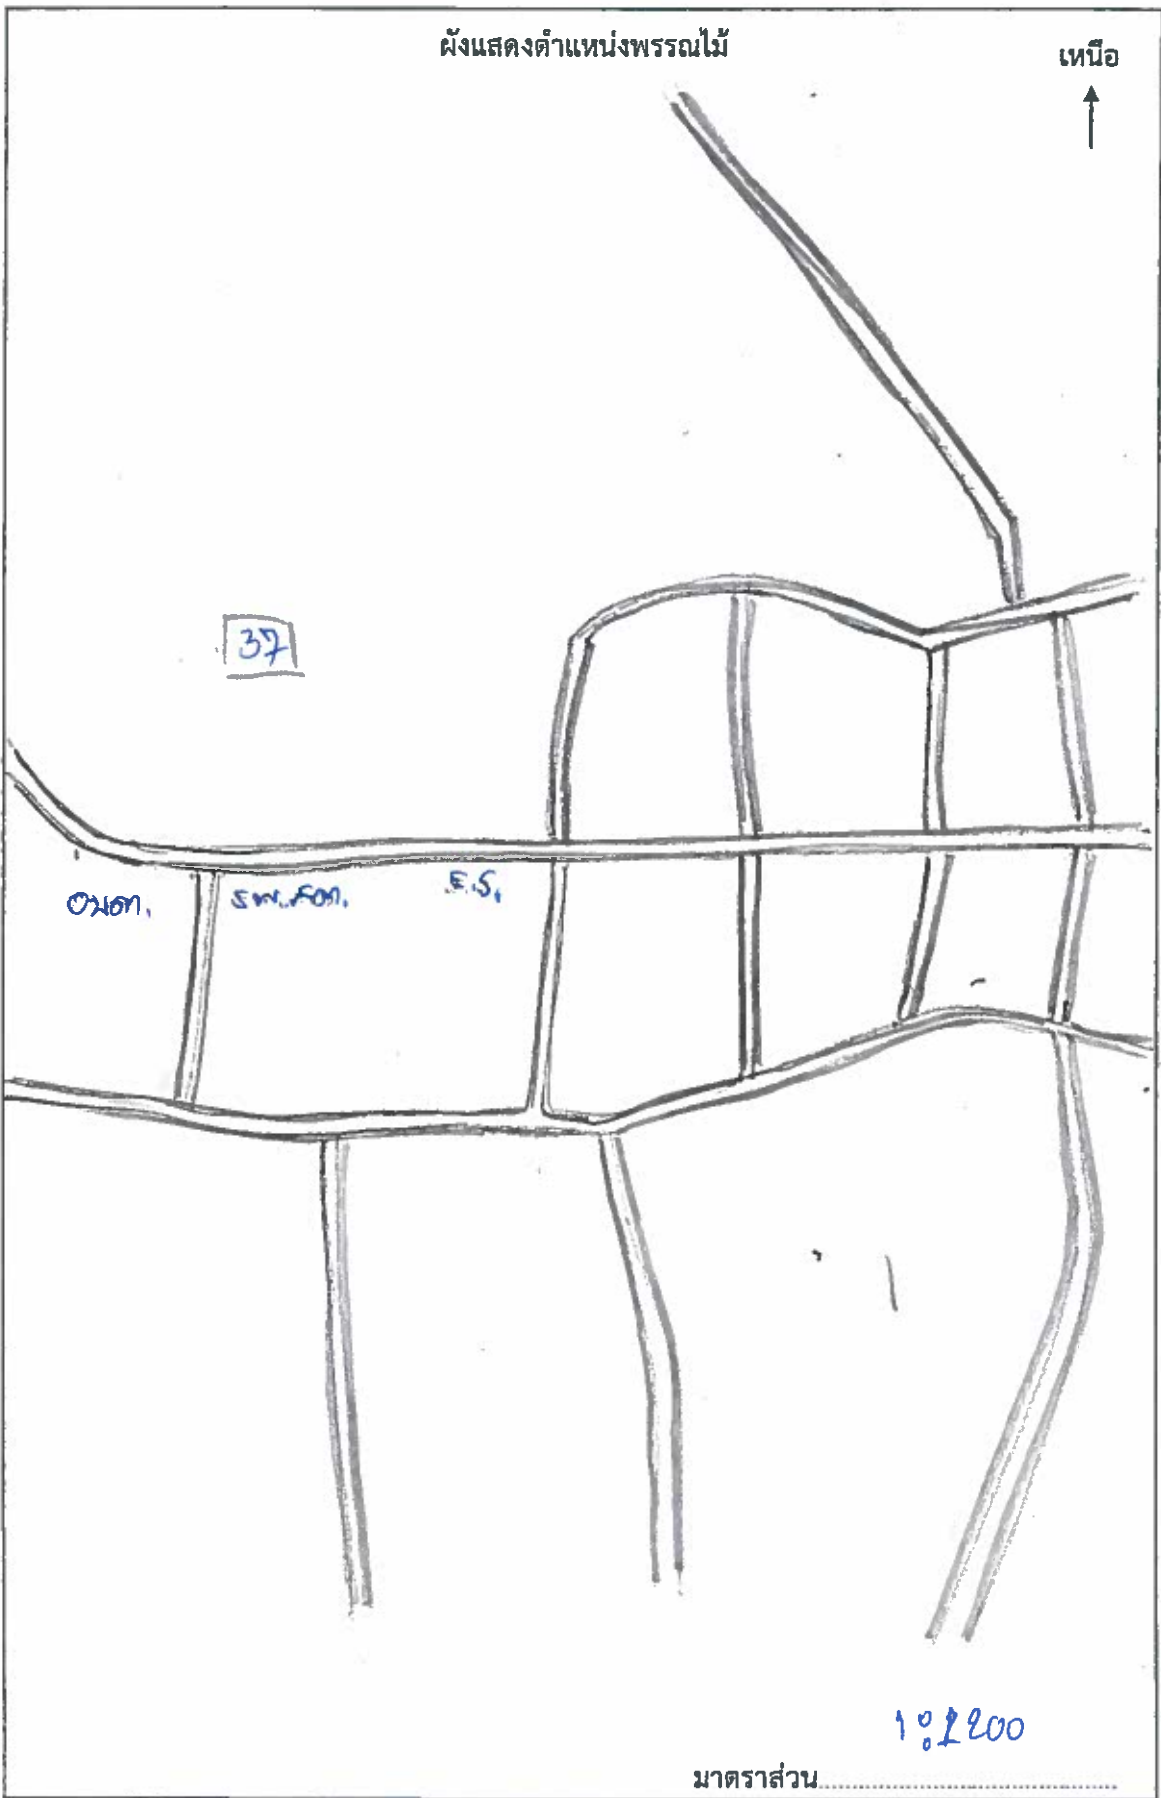 ผังแสดงตำแหน่งพรรณไม้
เหนือ
37
อบต. รพ.สต. ร.ร.
มาตราส่วน